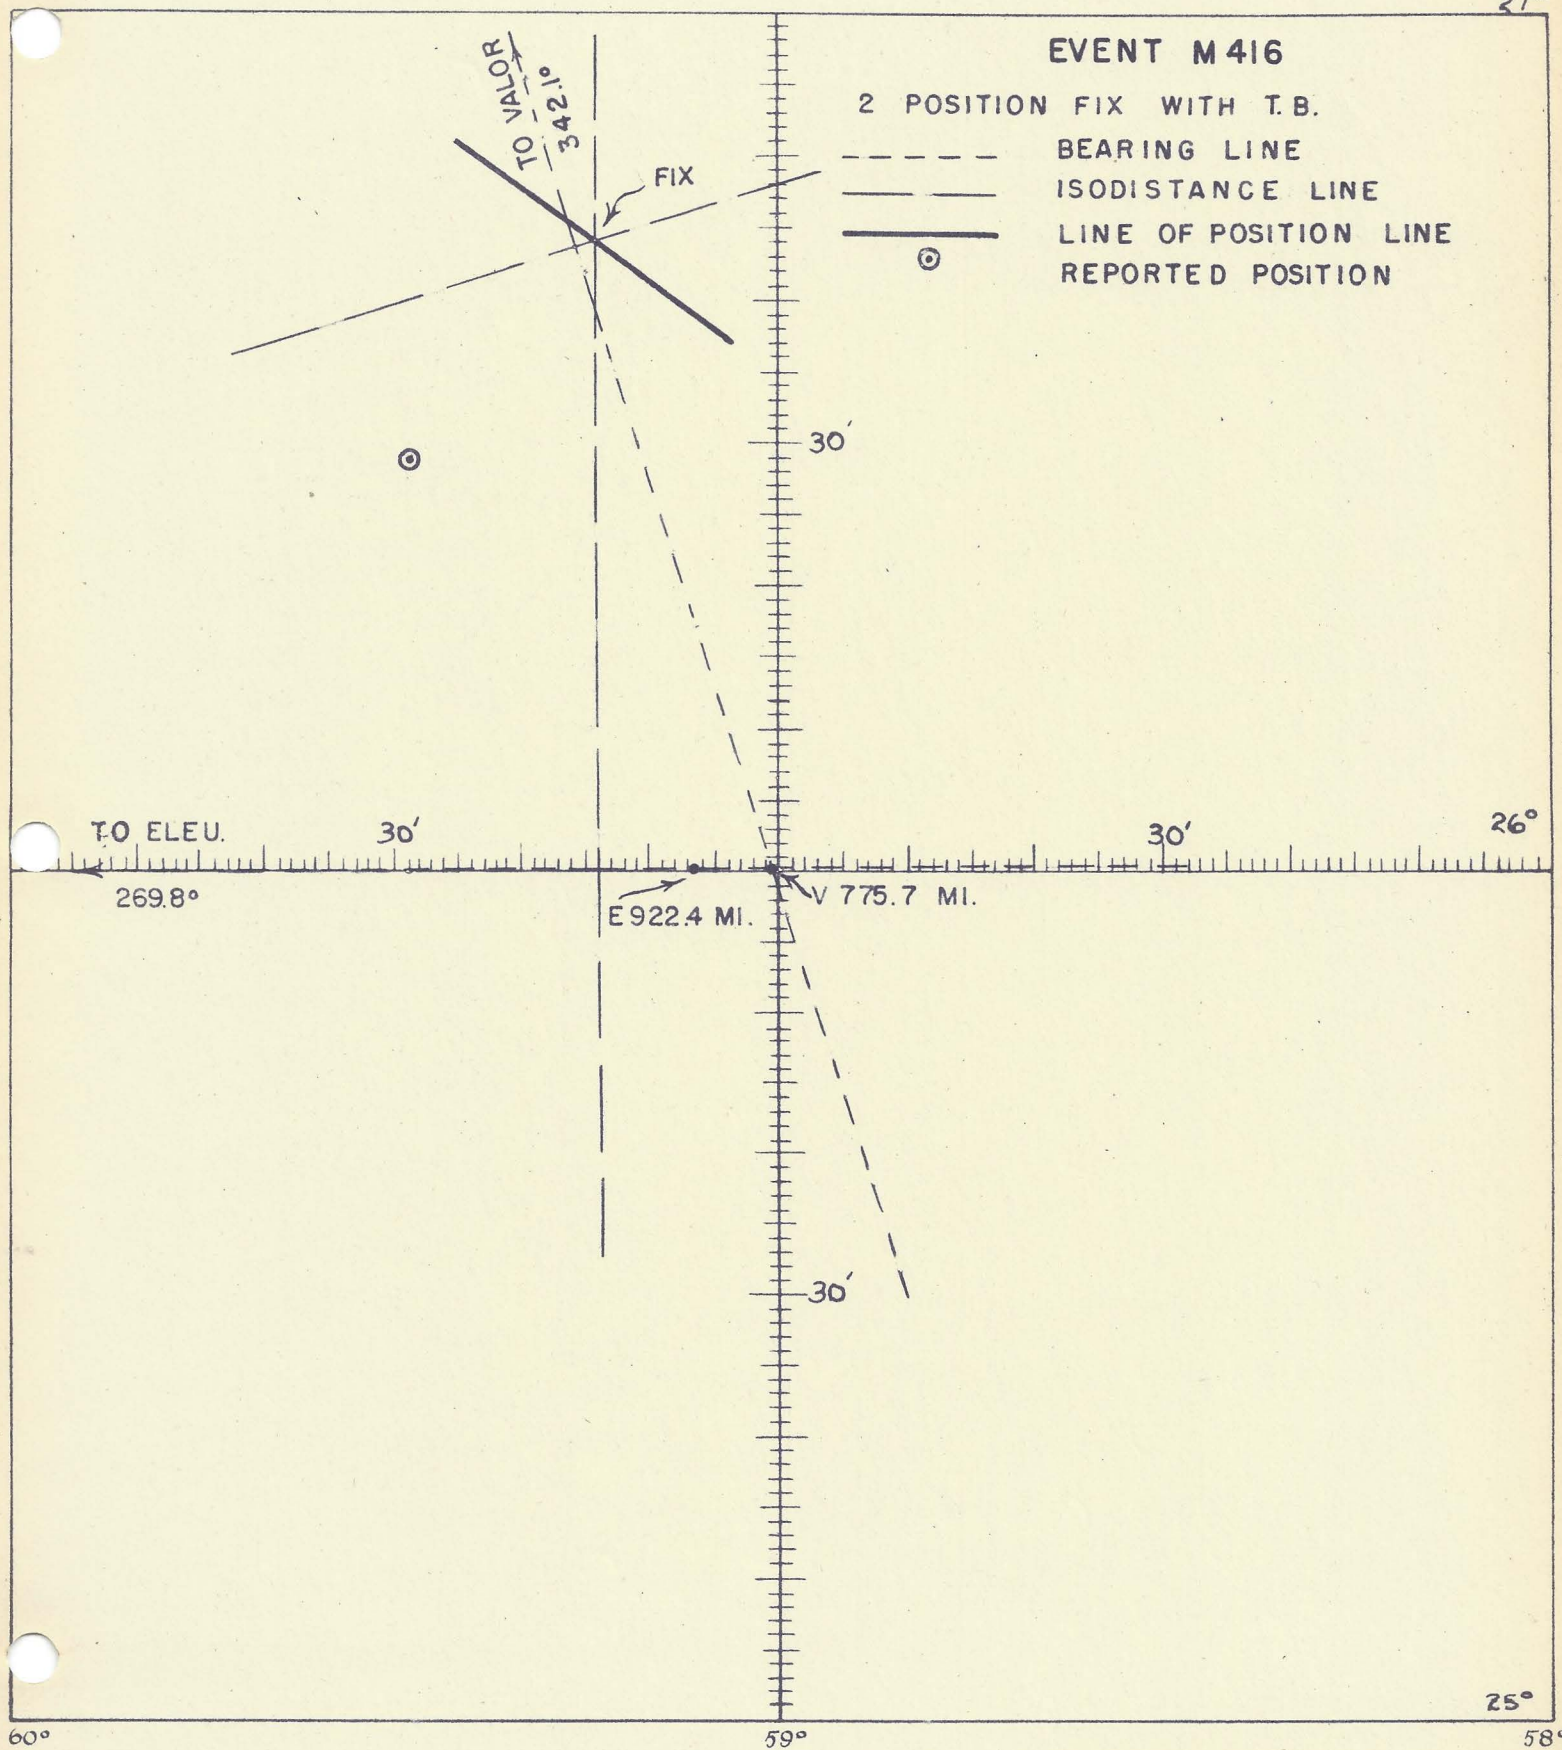 27
EVENT M 416
2 POSITION FIX WITH T.B.
BEARING LINE
ISODISTANCE LINE
LINE OF POSITION LINE
REPORTED POSITION
TO VALOR
342.1°
FIX
30'
TO ELEU.
30'
30'
26°
269.8°
E 922.4 MI.
V 775.7 MI.
30'
25°
60°
59°
58°